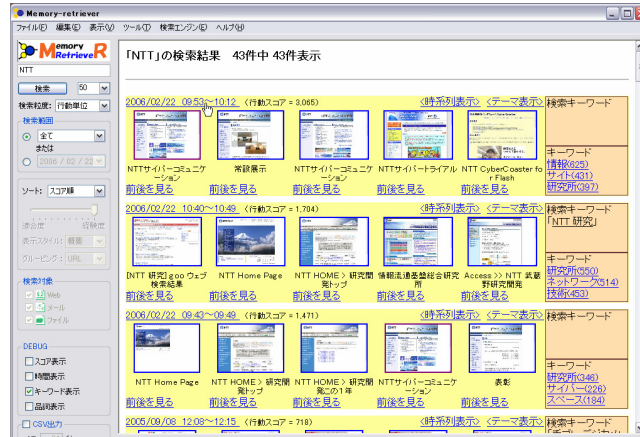 Memory-retriever
ファイル(F) 編集(E) 表示(V) ツール(T) 検索エンジン(E) ヘルプ(H)
Memory RetrieveR
NTT
検索 50
検索粒度: 行動単位
検索範囲
全て
または
2006 / 02 / 22
ソート: スコア順
適合度 経験度
表示スタイル: 概要
グルーピング: URL
検索対象
Web
メール
ファイル
DEBUG
スコア表示
時間表示
キーワード表示
品詞表示
CSV出力
「NTT」の検索結果 43件中 43件表示
2006/02/22 09:53～10:12 (行動スコア = 3,065) <時系列表示> <テーマ表示>
NTTサイバーコミュニケーション
常設展示
NTTサイバーコミュニケーション
NTTサイバートライアル
NTT CyberCoaster for Flash
前後を見る 前後を見る 前後を見る 前後を見る 前後を見る
検索キーワード
キーワード
情報(625)
サイト(431)
研究所(397)
2006/02/22 10:40～10:49 (行動スコア = 1,704) <時系列表示> <テーマ表示>
[NTT 研究] goo ウェブ検索結果
NTT Home Page
NTT HOME > 研究開発トップ
情報流通基盤総合研究所
Access >> NTT 武蔵野研究開発
前後を見る 前後を見る 前後を見る 前後を見る 前後を見る
検索キーワード
「NTT 研究」
キーワード
研究所(550)
ネットワーク(514)
技術(453)
2006/02/22 09:43～09:49 (行動スコア = 1,471) <時系列表示> <テーマ表示>
NTT Home Page
NTT HOME > 研究開発トップ
NTT HOME > 研究開発この1年
NTTサイバーコミュニケーション
表彰
前後を見る 前後を見る 前後を見る 前後を見る 前後を見る
検索キーワード
キーワード
研究所(346)
サイバー(226)
スペース(184)
2005/09/08 12:08～12:15 (行動スコア = 718) <時系列表示> <テーマ表示>
検索キーワード